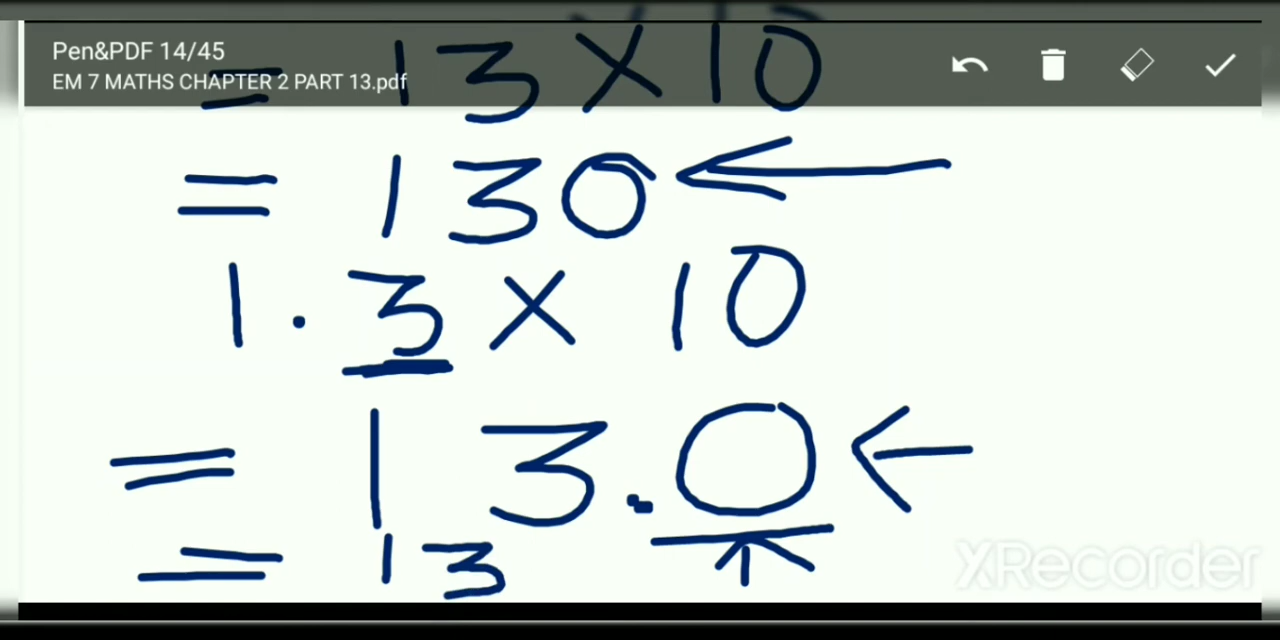 Pen&PDF 14/45
EM 7 MATHS CHAPTER 2 PART 13.pdf
= 13 × 10
= 130 ←
1.3 × 10
= 13.0 ←
= 13 ↑
XRecorder